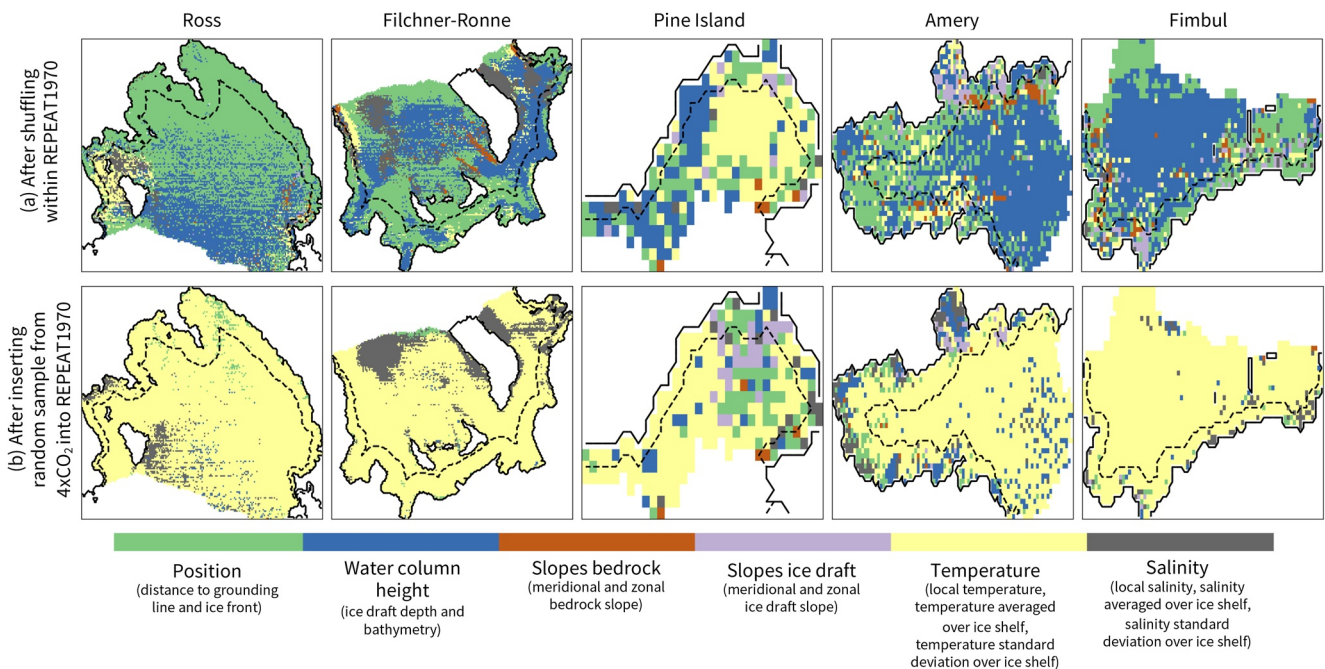 Ross
Filchner-Ronne
Pine Island
Amery
Fimbul
(a) After shuffling
within REPEAT1970
(b) After inserting
random sample from
4xCO₂ into REPEAT1970
Position
(distance to grounding
line and ice front)
Water column
height
(ice draft depth and
bathymetry)
Slopes bedrock
(meridional and zonal
bedrock slope)
Slopes ice draft
(meridional and zonal
ice draft slope)
Temperature
(local temperature,
temperature averaged
over ice shelf,
temperature standard
deviation over ice shelf)
Salinity
(local salinity, salinity
averaged over ice shelf,
salinity standard
deviation over ice shelf)